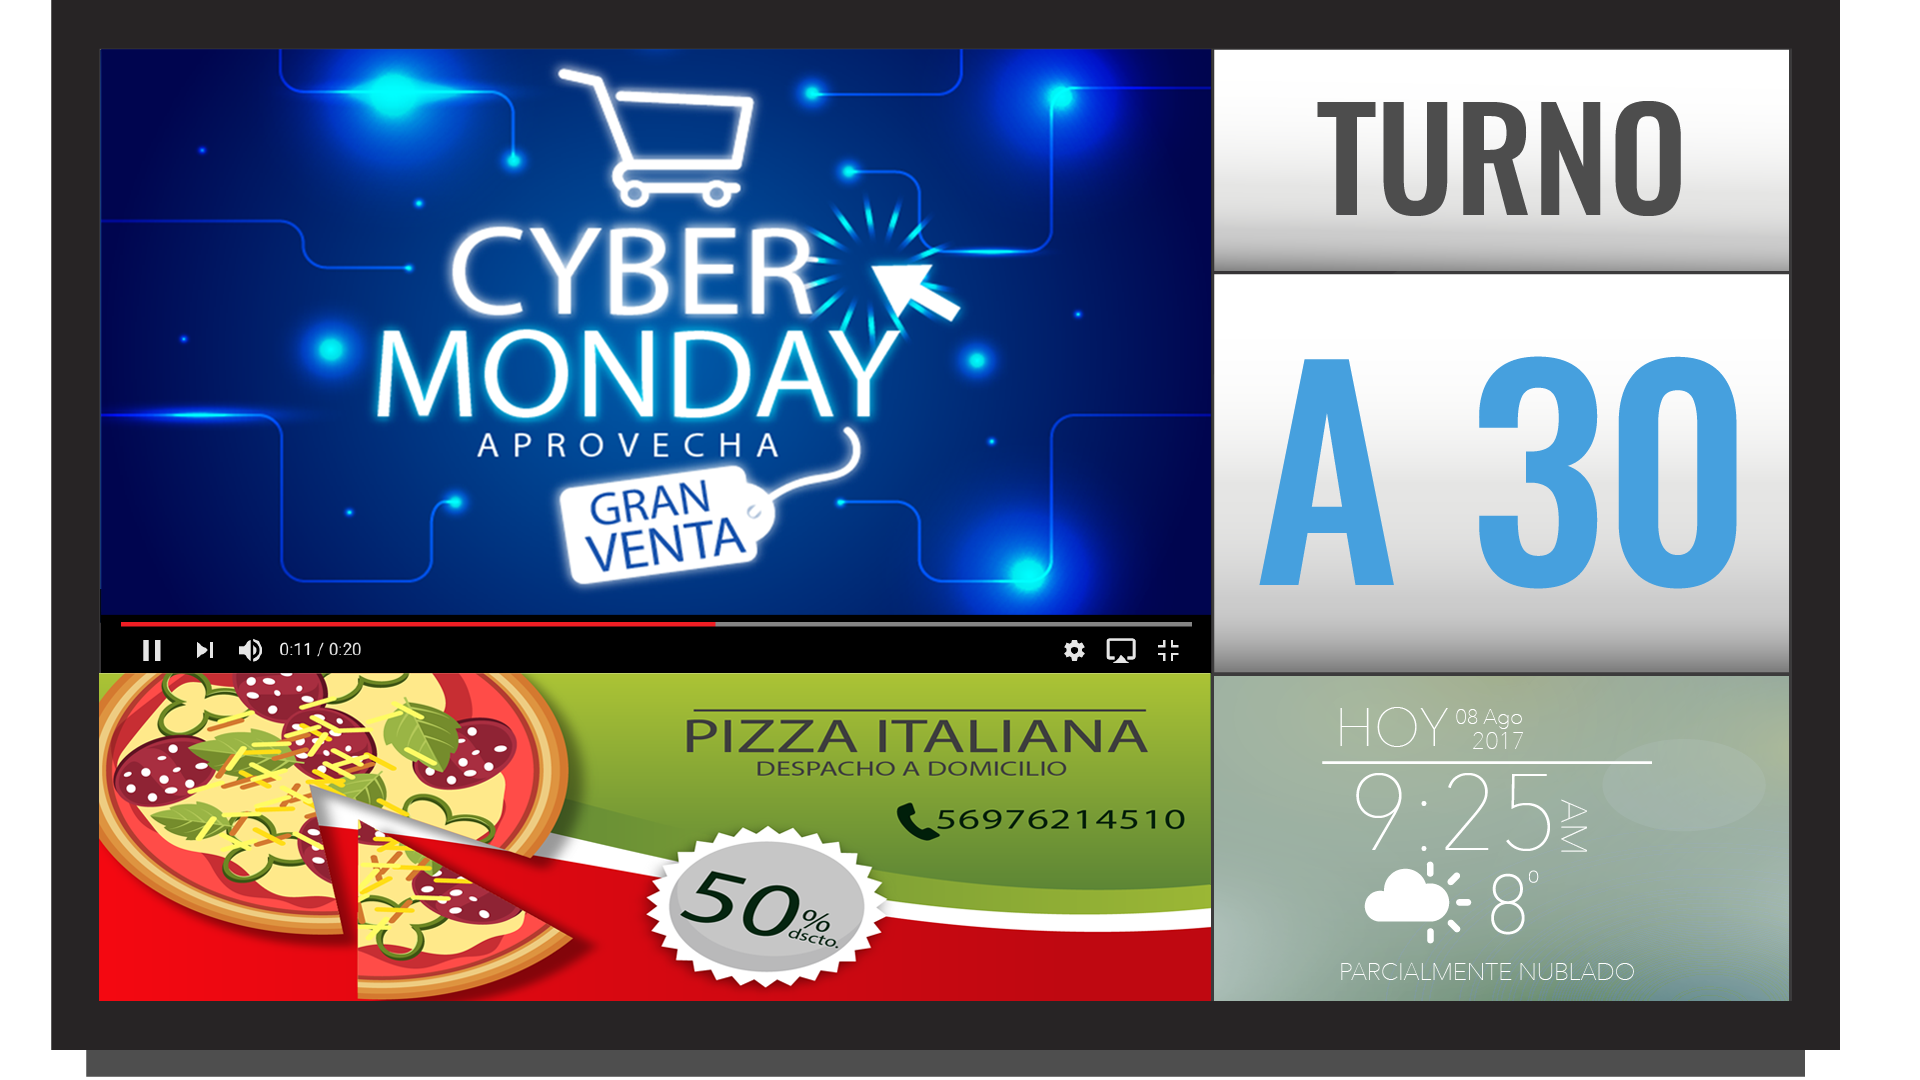 CYBER
MONDAY
APROVECHA
GRAN
VENTA
0:11 / 0:20
TURNO
A 30
PIZZA ITALIANA
DESPACHO A DOMICILIO
56976214510
50%
dscto.
HOY 08 Ago
2017
9:25 AM
8°
PARCIALMENTE NUBLADO